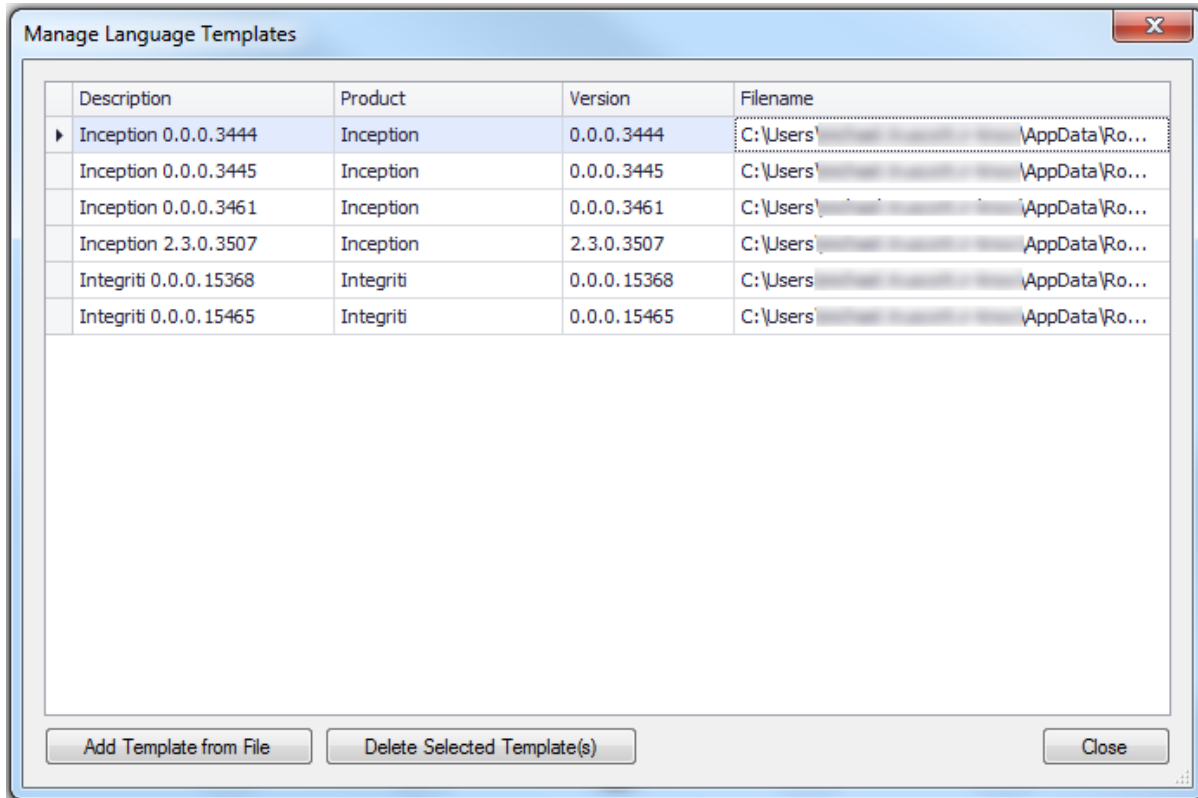 Manage Language Templates
Description Product Version Filename
Inception 0.0.0.3444 Inception 0.0.0.3444 C:\Users\ \AppData\Ro...
Inception 0.0.0.3445 Inception 0.0.0.3445 C:\Users\ \AppData\Ro...
Inception 0.0.0.3461 Inception 0.0.0.3461 C:\Users\ \AppData\Ro...
Inception 2.3.0.3507 Inception 2.3.0.3507 C:\Users\ \AppData\Ro...
Integriti 0.0.0.15368 Integriti 0.0.0.15368 C:\Users \AppData\Ro...
Integriti 0.0.0.15465 Integriti 0.0.0.15465 C:\Users\ \AppData\Ro...
Add Template from File Delete Selected Template(s) Close